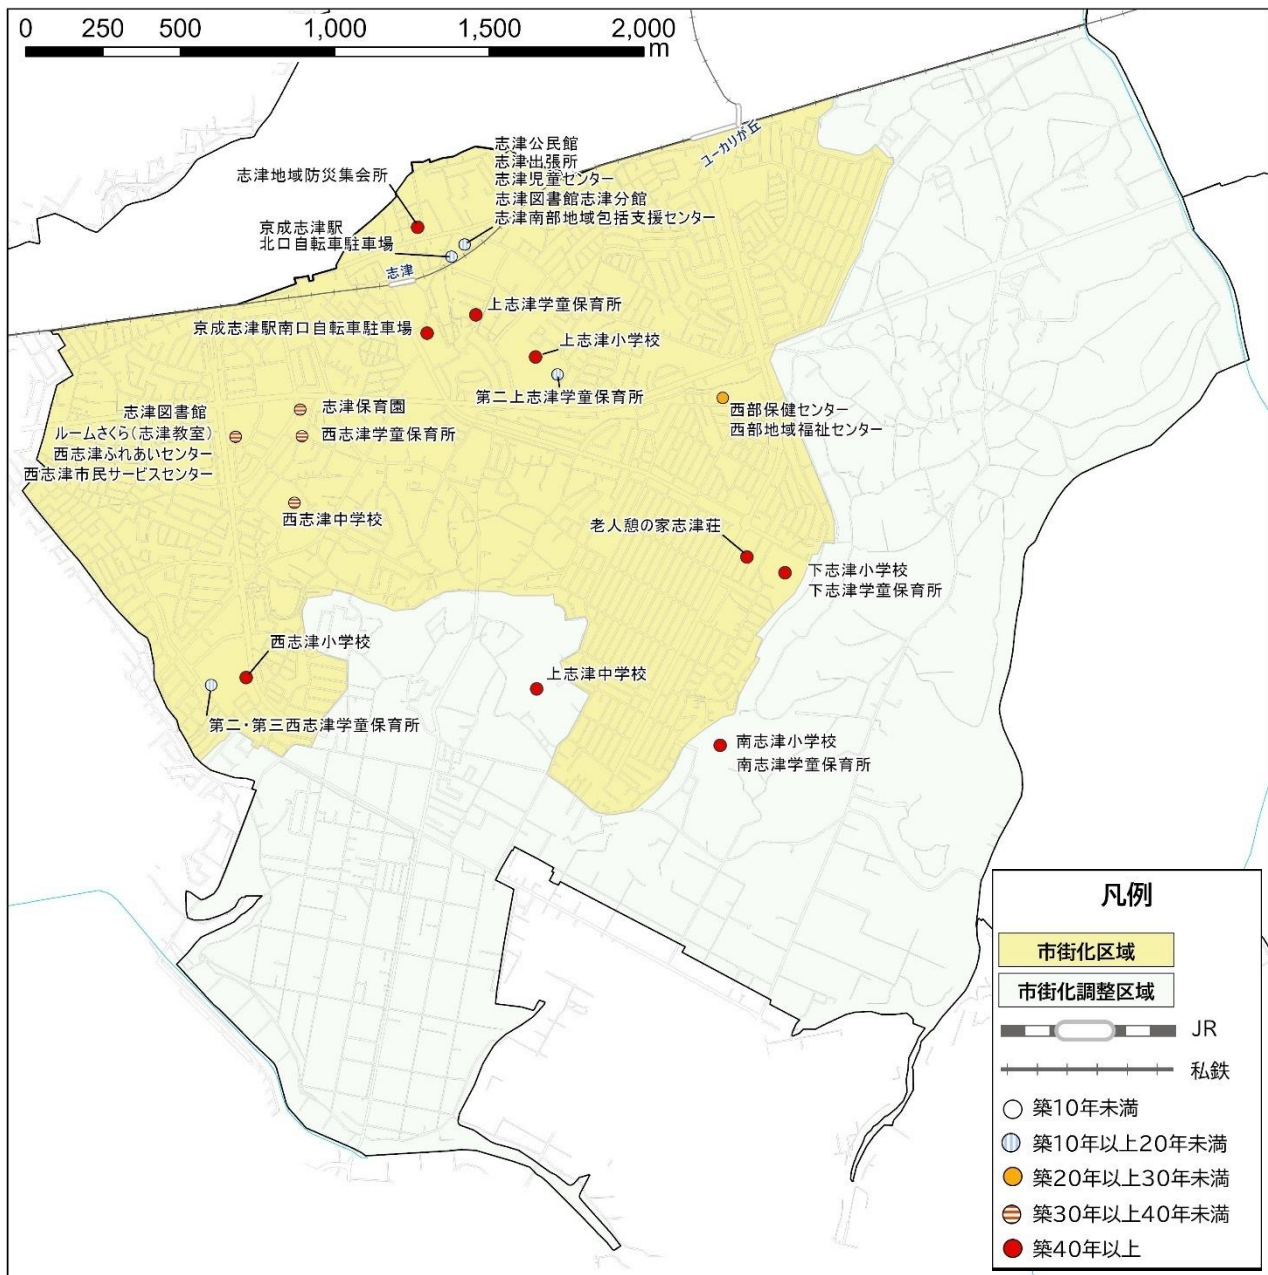 0 250 500 1,000 1,500 2,000
m
ユーカリが丘
志津公民館
志津出張所
志津児童センター
志津図書館志津分館
志津南部地域包括支援センター
志津地域防災集会所
京成志津駅
北口自転車駐車場
志津
上志津学童保育所
京成志津駅南口自転車駐車場
上志津小学校
第二上志津学童保育所
志津保育園
西部保健センター
西部地域福祉センター
志津図書館
ルームさくら(志津教室)
西志津ふれあいセンター
西志津市民サービスセンター
西志津学童保育所
西志津中学校
老人憩の家志津荘
下志津小学校
下志津学童保育所
西志津小学校
上志津中学校
第二・第三西志津学童保育所
南志津小学校
南志津学童保育所
凡例
市街化区域
市街化調整区域
JR
私鉄
築10年未満
築10年以上20年未満
築20年以上30年未満
築30年以上40年未満
築40年以上